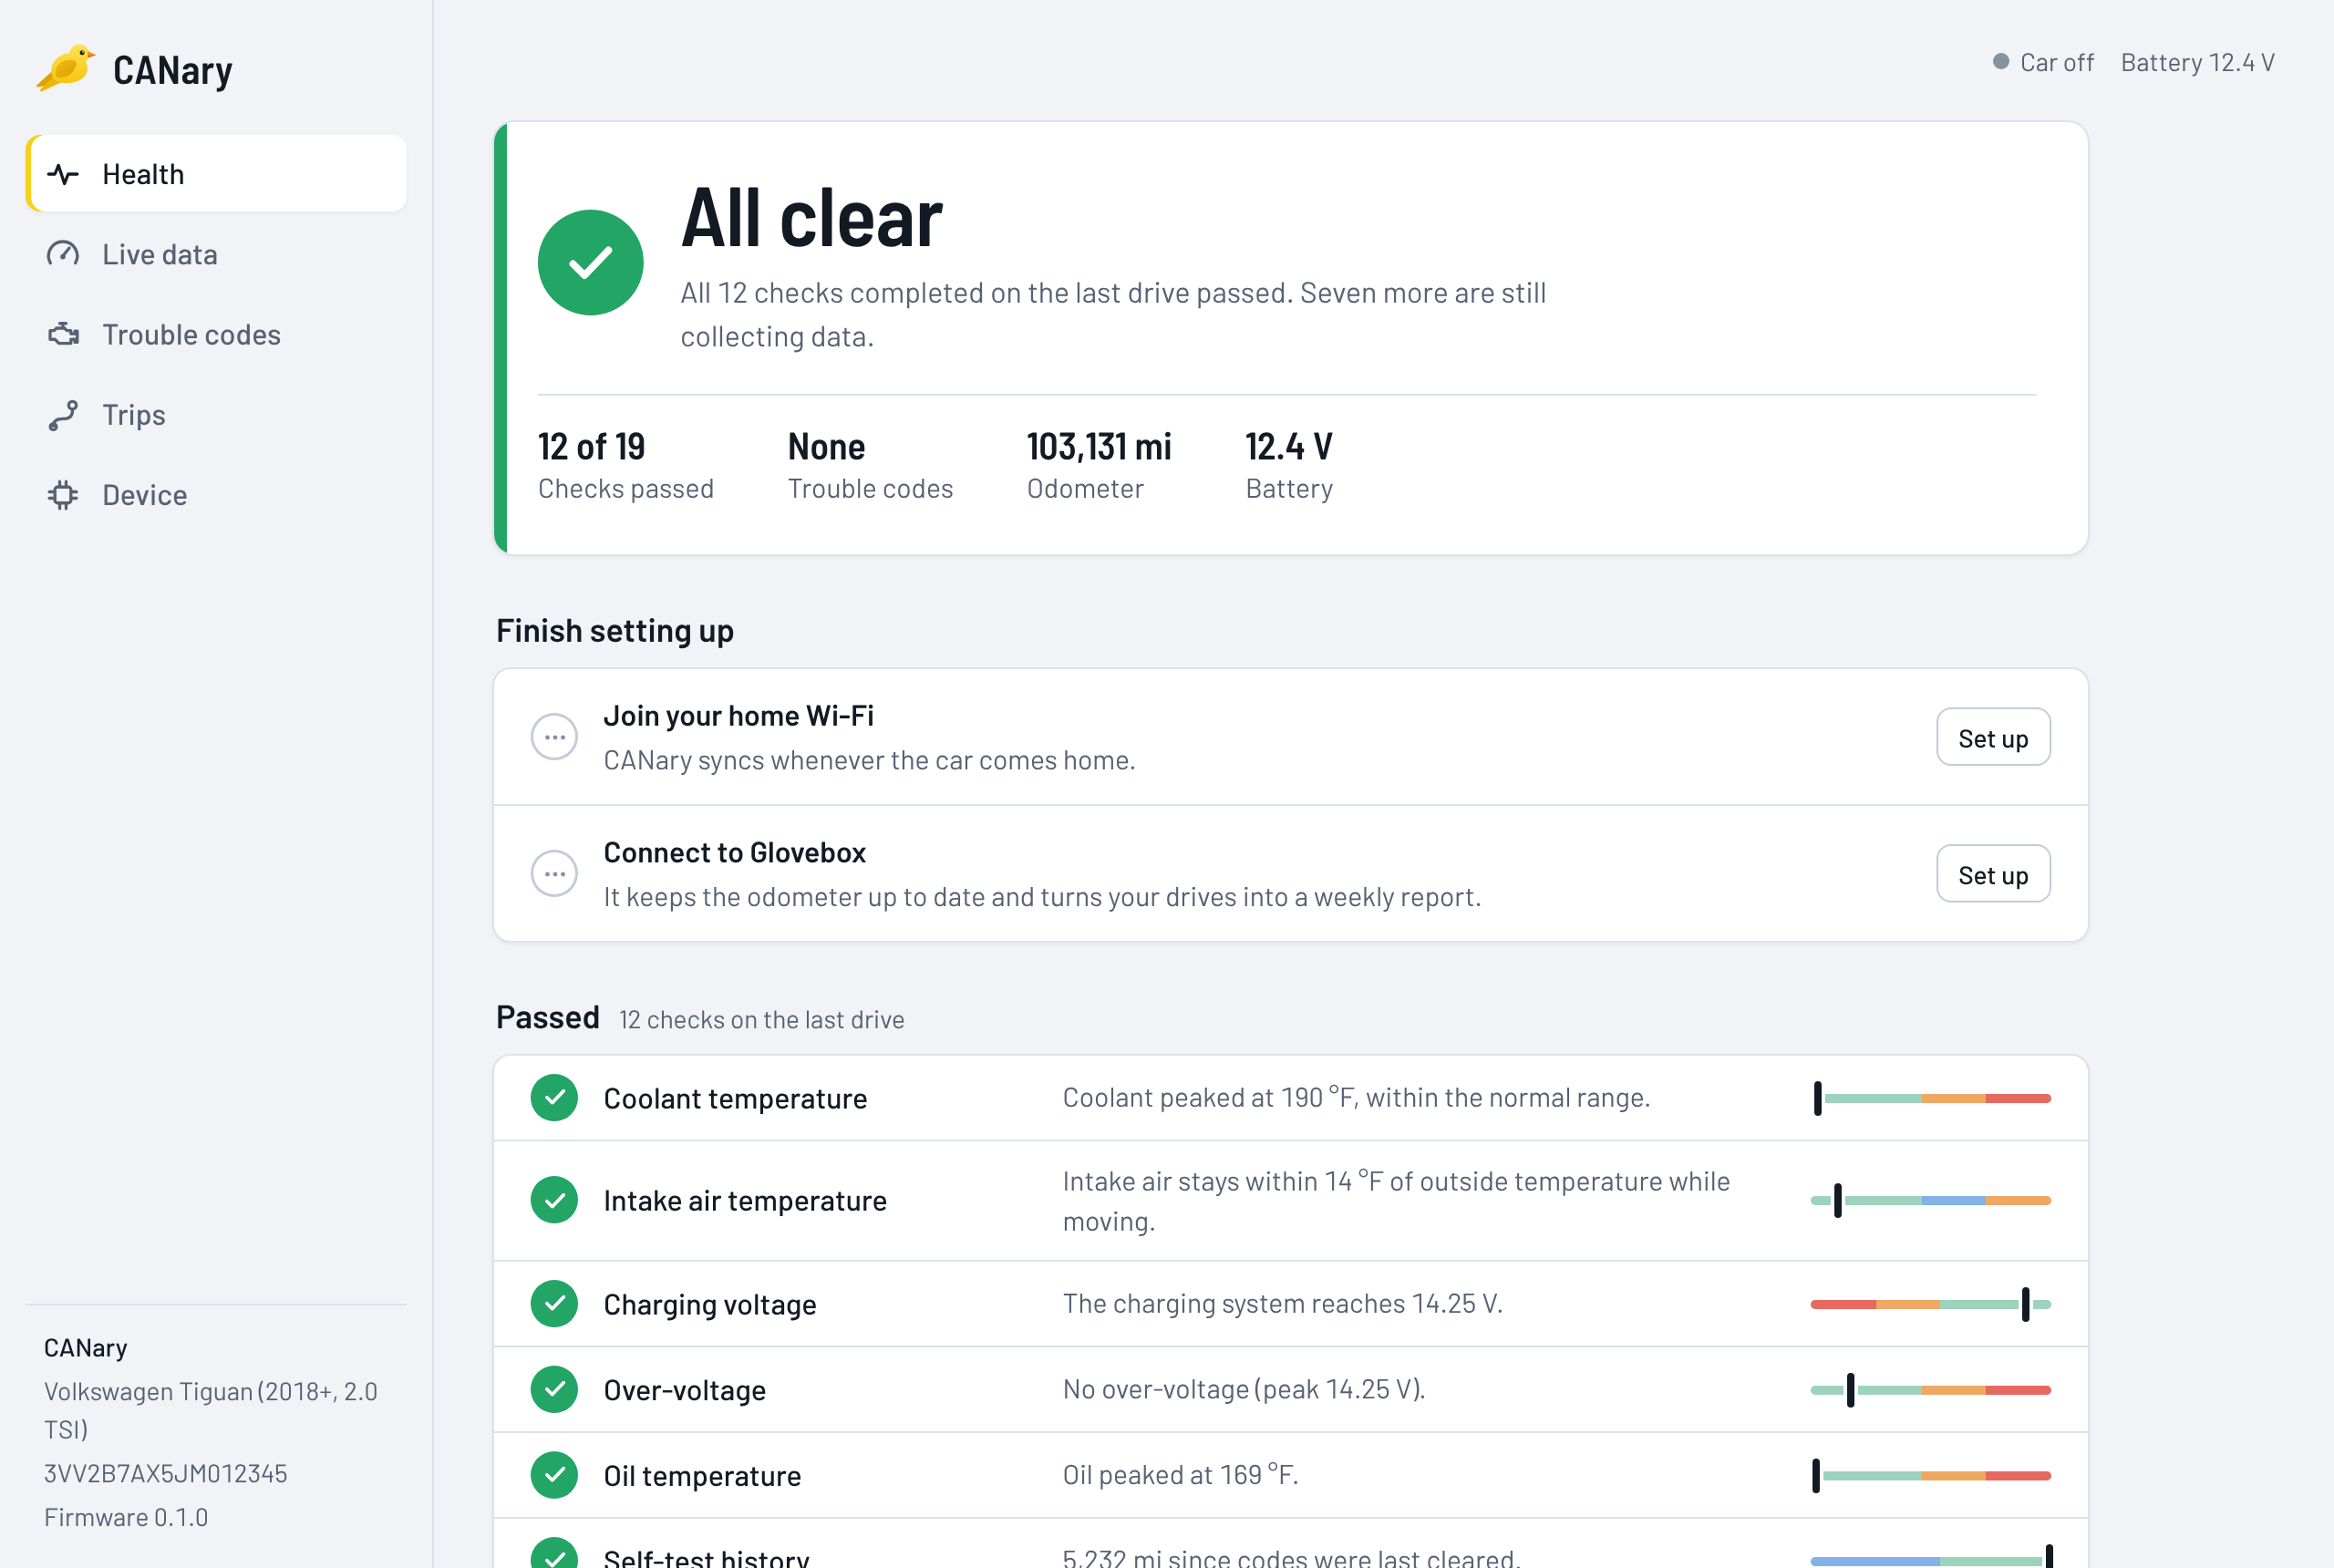 CANary
Car off Battery 12.4 V
Health
Live data
Trouble codes
Trips
Device
All clear
All 12 checks completed on the last drive passed. Seven more are still
collecting data.
12 of 19 None 103,131 mi 12.4 V
Checks passed Trouble codes Odometer Battery
Finish setting up
Join your home Wi-Fi
CANary syncs whenever the car comes home.
Set up
Connect to Glovebox
It keeps the odometer up to date and turns your drives into a weekly report.
Set up
Passed 12 checks on the last drive
Coolant temperature Coolant peaked at 190 °F, within the normal range.
Intake air temperature Intake air stays within 14 °F of outside temperature while
moving.
Charging voltage The charging system reaches 14.25 V.
Over-voltage No over-voltage (peak 14.25 V).
Oil temperature Oil peaked at 169 °F.
Self-test history 5,232 mi since codes were last cleared.
CANary
Volkswagen Tiguan (2018+, 2.0
TSI)
3VV2B7AX5JM012345
Firmware 0.1.0